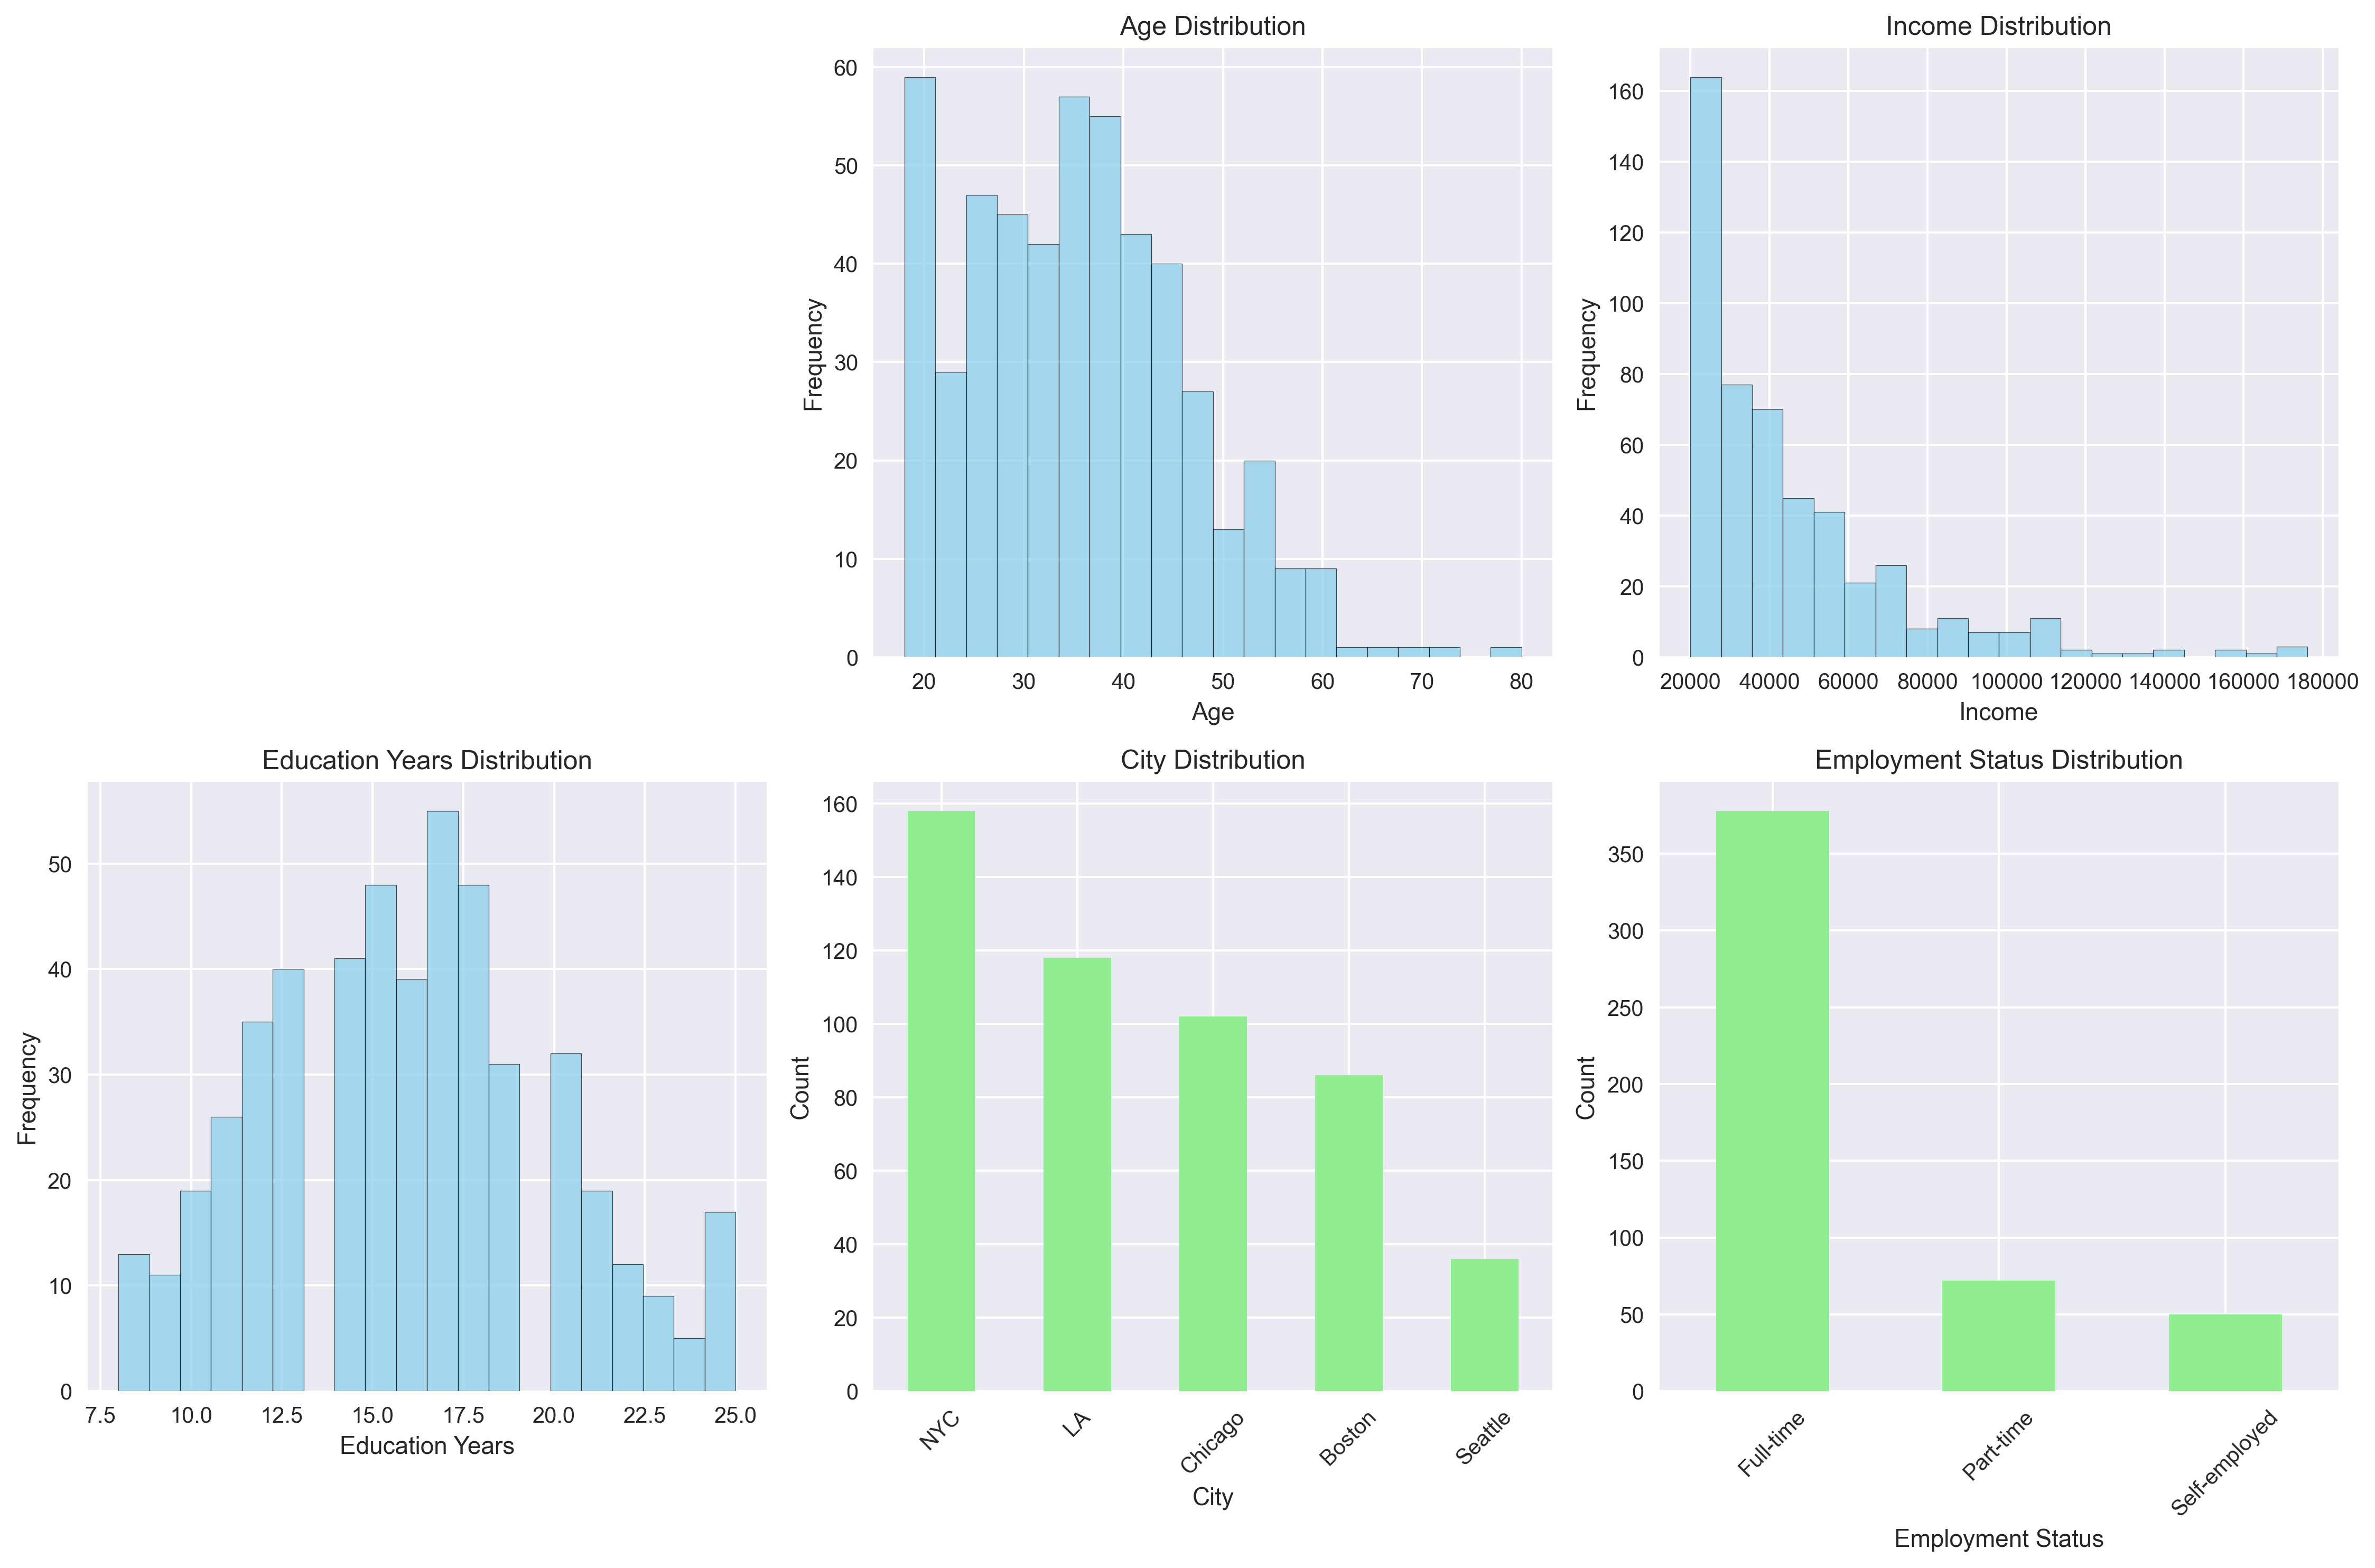 Age Distribution
60
50
40
30
20
10
0
Frequency
20 30 40 50 60 70 80
Age
Income Distribution
160
140
120
100
80
60
40
20
0
Frequency
20000 40000 60000 80000 100000 120000 140000 160000 180000
Income
Education Years Distribution
50
40
30
20
10
0
Frequency
7.5 10.0 12.5 15.0 17.5 20.0 22.5 25.0
Education Years
City Distribution
160
140
120
100
80
60
40
20
0
Count
NYC LA Chicago Boston Seattle
City
Employment Status Distribution
350
300
250
200
150
100
50
0
Count
Full-time Part-time Self-employed
Employment Status